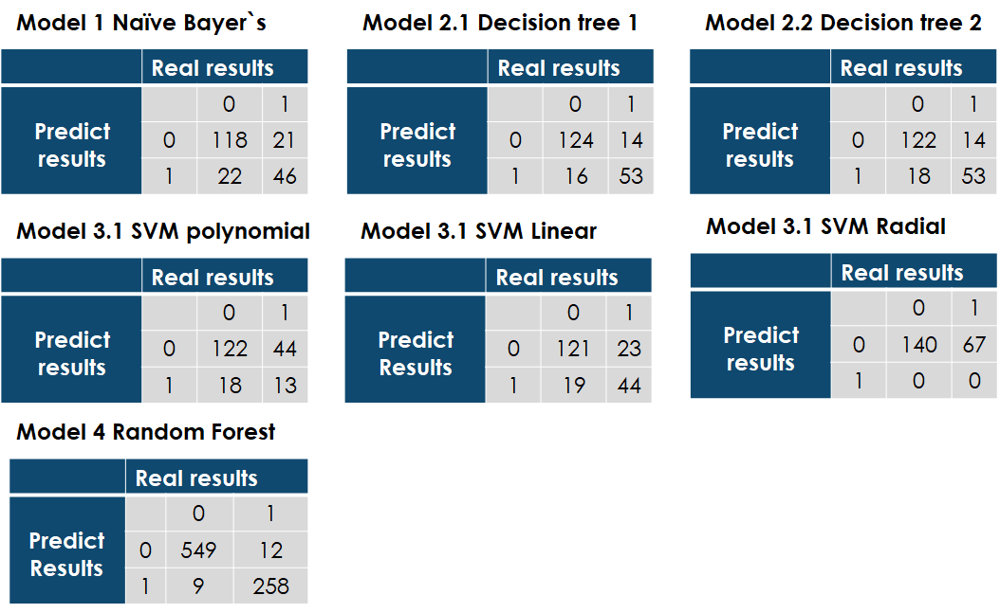 Model 1 Naïve Bayer`s
Real results
Predict results
0 1
0 118 21
1 22 46
Model 2.1 Decision tree 1
Real results
Predict results
0 1
0 124 14
1 16 53
Model 2.2 Decision tree 2
Real results
Predict results
0 1
0 122 14
1 18 53
Model 3.1 SVM polynomial
Real results
Predict results
0 1
0 122 44
1 18 13
Model 3.1 SVM Linear
Real results
Predict Results
0 1
0 121 23
1 19 44
Model 3.1 SVM Radial
Real results
Predict results
0 1
0 140 67
1 0 0
Model 4 Random Forest
Real results
Predict Results
0 1
0 549 12
1 9 258